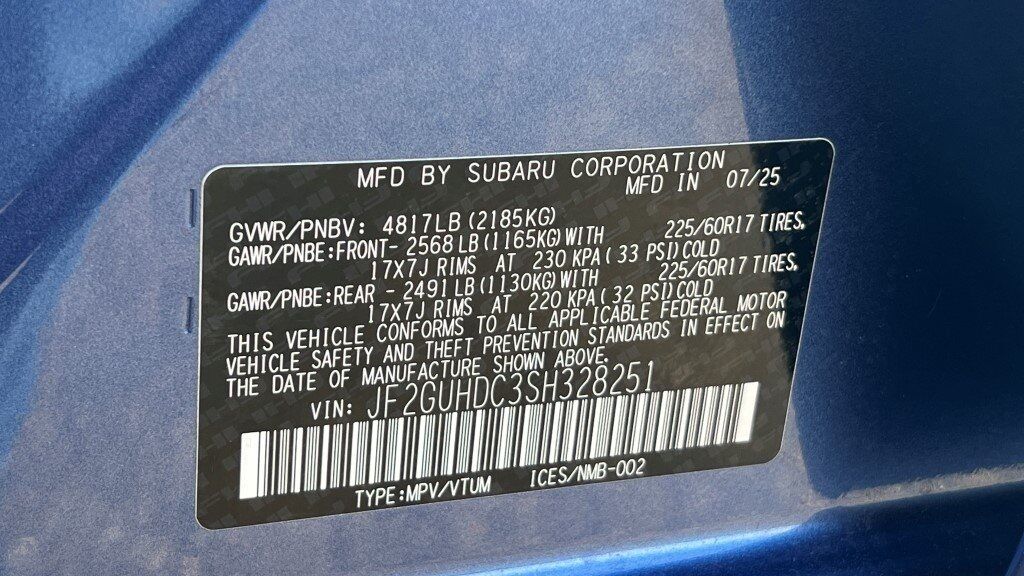 MFD BY SUBARU CORPORATION
MFD IN 07/25
GVWR/PNBV: 4817LB (2185KG)
GAWR/PNBE:FRONT- 2568 LB (1165KG) WITH 225/60R17 TIRES,
17X7J RIMS AT 230 KPA ( 33 PSI) COLD
GAWR/PNBE:REAR - 2491 LB (1130KG) WITH 225/60R17 TIRES,
17X7J RIMS AT 220 KPA ( 32 PSI) COLD
THIS VEHICLE CONFORMS TO ALL APPLICABLE FEDERAL MOTOR
VEHICLE SAFETY AND THEFT PREVENTION STANDARDS IN EFFECT ON
THE DATE OF MANUFACTURE SHOWN ABOVE.
VIN: JF2GUHDC3SH328251
TYPE:MPV/VTUM ICES/NMB-002